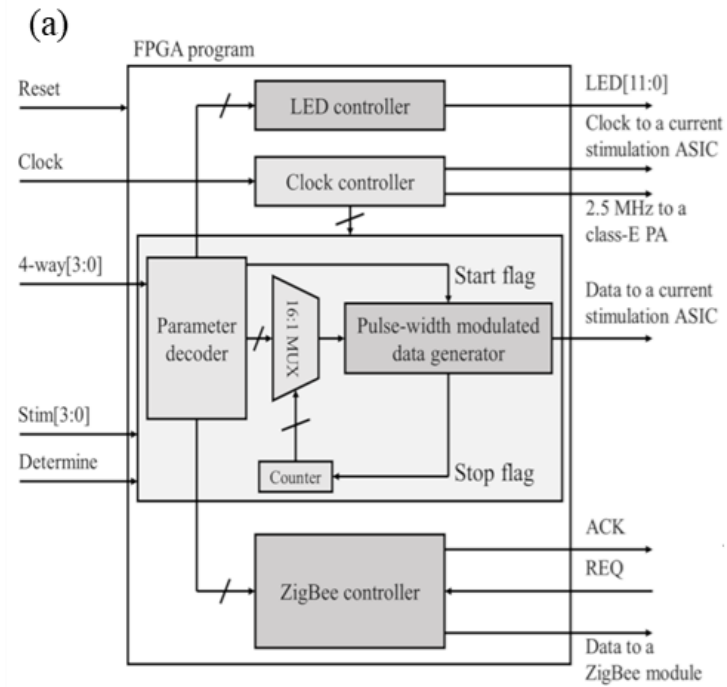 (a)
FPGA program
Reset
LED controller
LED[11:0]
Clock to a current
stimulation ASIC
Clock
Clock controller
2.5 MHz to a
class-E PA
4-way[3:0]
Parameter
decoder
16:1 MUX
Start flag
Pulse-width modulated
data generator
Data to a current
stimulation ASIC
Stim[3:0]
Determine
Counter
Stop flag
ZigBee controller
ACK
REQ
Data to a
ZigBee module